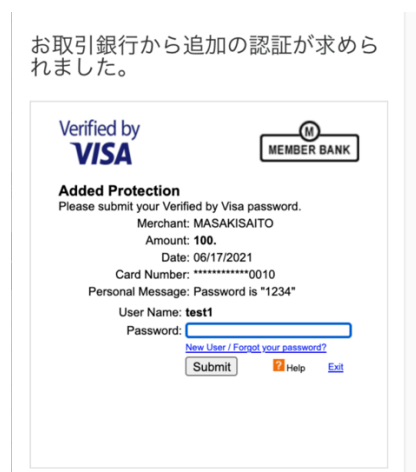 お取引銀行から追加の認証が求めら
れました。
Verified by
VISA
M
MEMBER BANK
Added Protection
Please submit your Verified by Visa password.
Merchant: MASAKISAITO
Amount: 100.
Date: 06/17/2021
Card Number: ************0010
Personal Message: Password is "1234"
User Name: test1
Password:
New User / Forgot your password?
Submit ? Help Exit